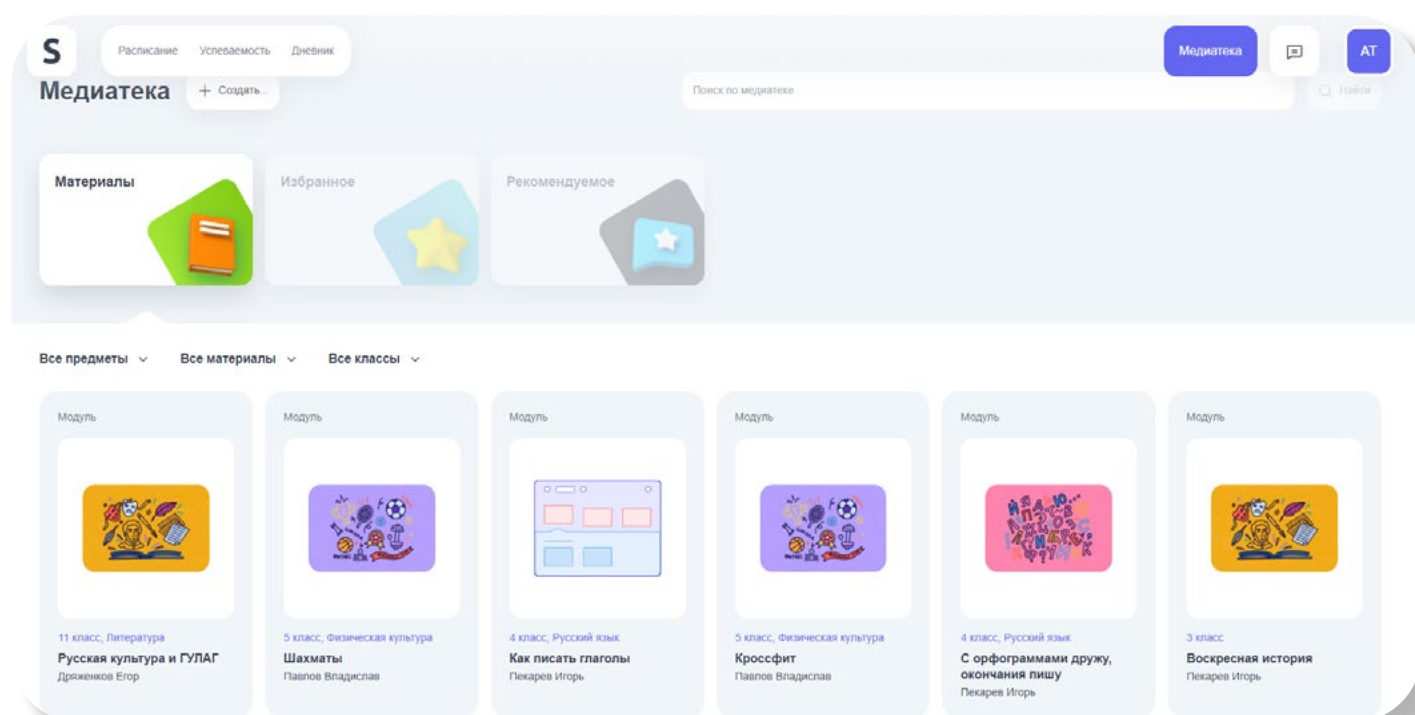 S
Расписание Успеваемость Дневник
Медиатека
АТ
Медиатека
+ Создать...
Поиск по медиатеке
Найти
Материалы
Избранное
Рекомендуемое
Все предметы
Все материалы
Все классы
Модуль
11 класс, Литература
Русская культура и ГУЛАГ
Дряженков Егор
Модуль
5 класс, Физическая культура
Шахматы
Павлов Владислав
Модуль
4 класс, Русский язык
Как писать глаголы
Пекарев Игорь
Модуль
5 класс, Физическая культура
Кроссфит
Павлов Владислав
Модуль
4 класс, Русский язык
С орфограммами дружу,
окончания пишу
Пекарев Игорь
Модуль
3 класс
Воскресная история
Пекарев Игорь